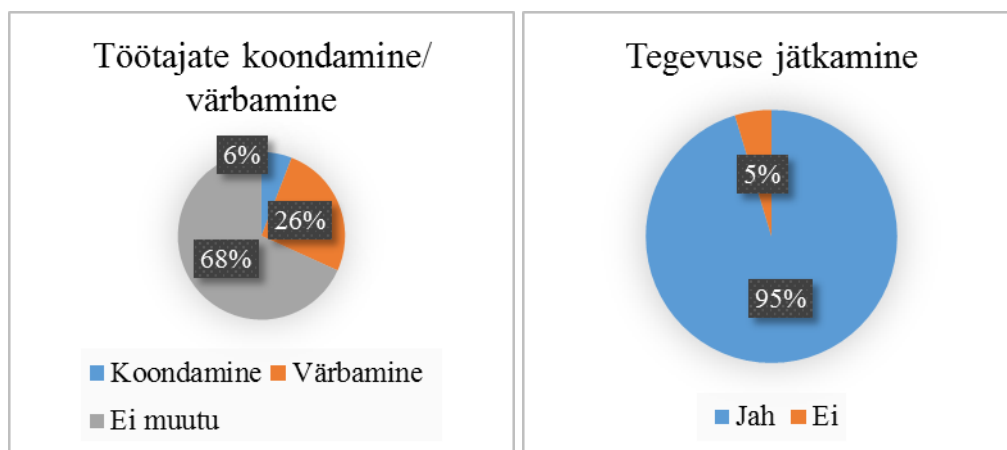 Töötajate koondamine/
värbamine
6%
26%
68%
Koondamine Värbamine
Ei muutu
Tegevuse jätkamine
5%
95%
Jah Ei